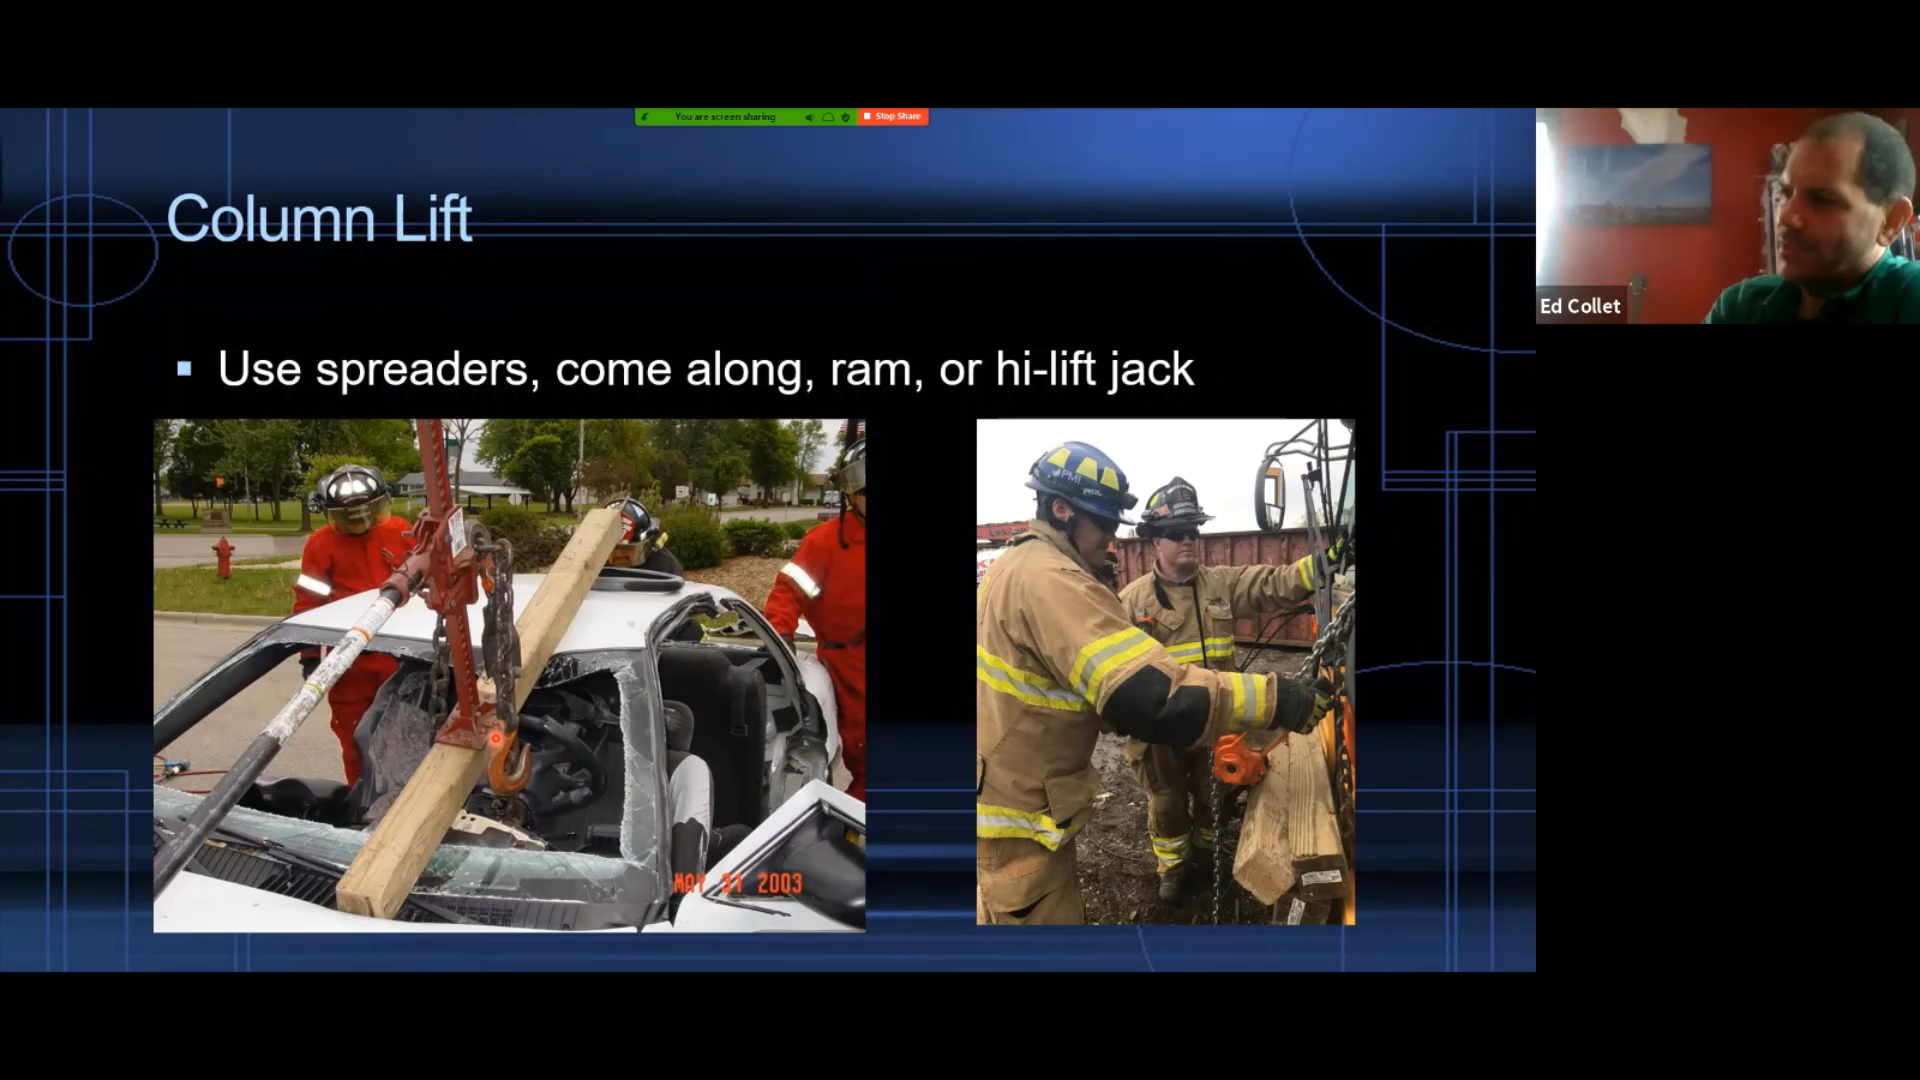 You are screen sharing
Stop Share
Column Lift
Ed Collet
Use spreaders, come along, ram, or hi-lift jack
16
MAY 31 2003